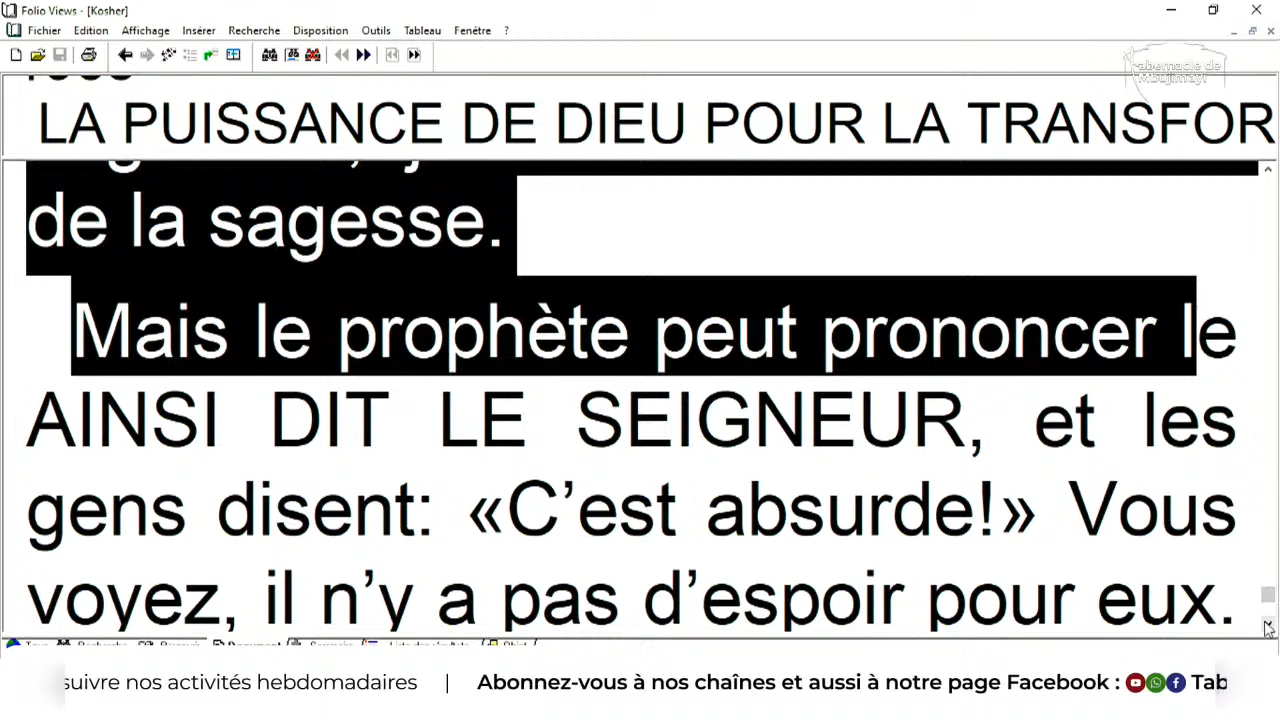 Folio Views - [Kosher]
Fichier Edition Affichage Insérer Recherche Disposition Outils Tableau Fenêtre ?
Tabernacle de
Mbujimayi
LA PUISSANCE DE DIEU POUR LA TRANSFOR
de la sagesse.
Mais le prophète peut prononcer le
AINSI DIT LE SEIGNEUR, et les
gens disent: «C’est absurde!» Vous
voyez, il n’y a pas d’espoir pour eux.
suivre nos activités hebdomadaires | Abonnez-vous à nos chaînes et aussi à notre page Facebook : Tab